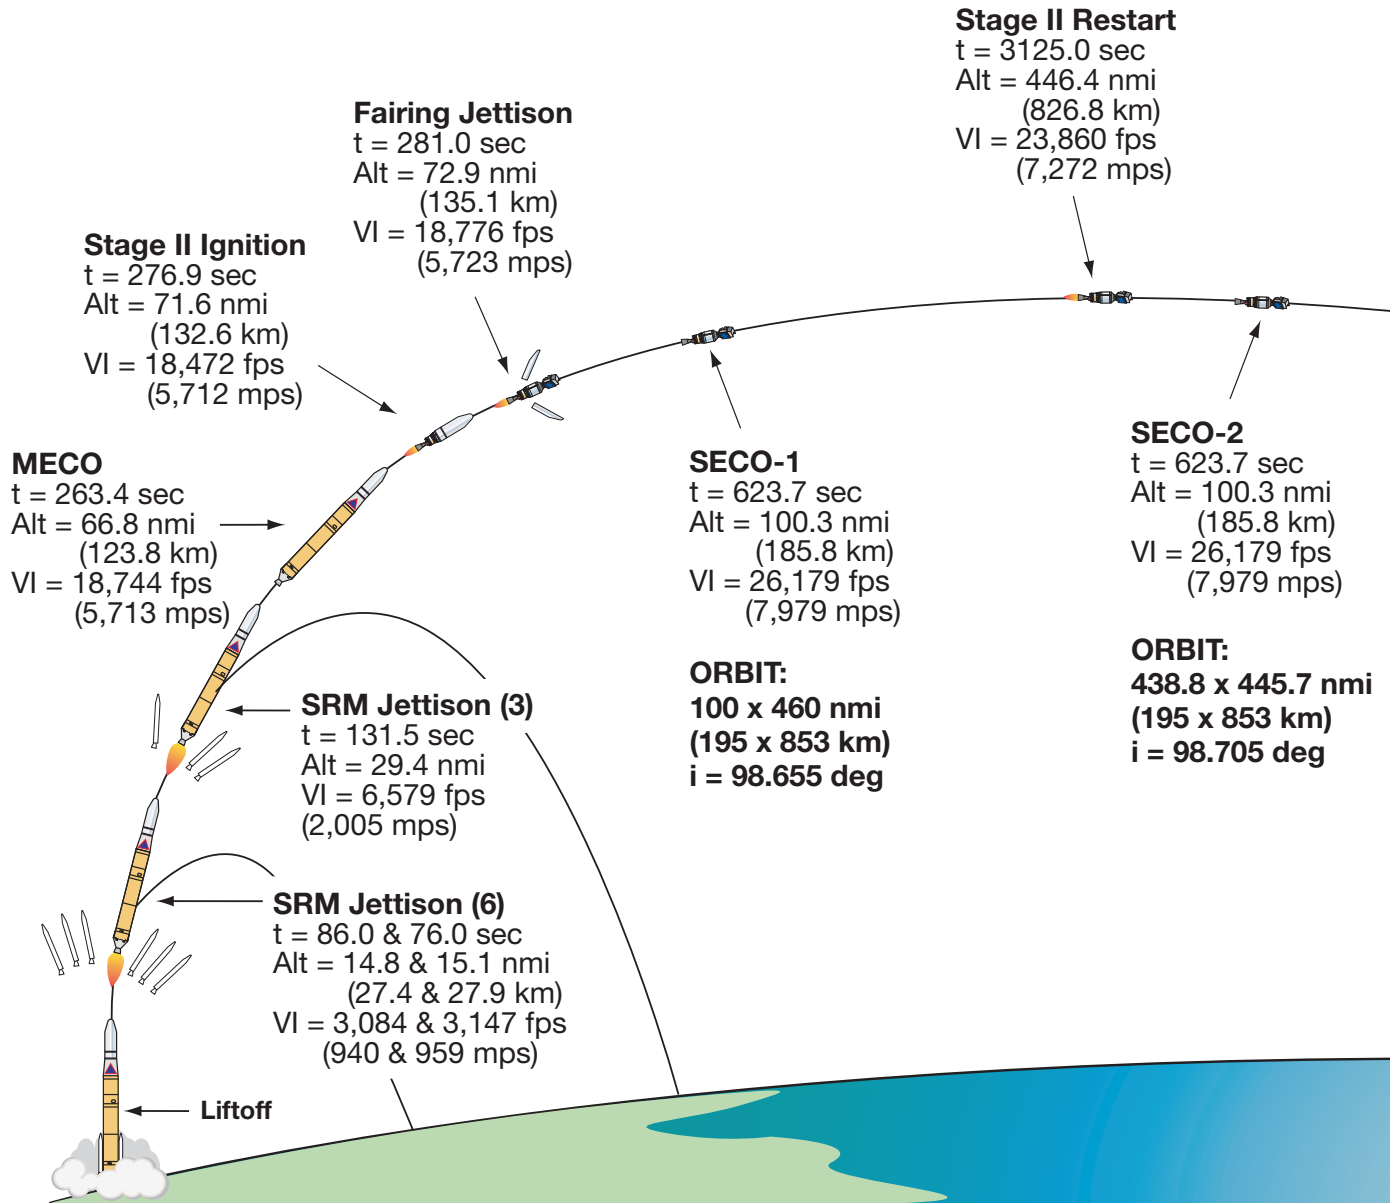 Stage II Restart
t = 3125.0 sec
Alt = 446.4 nmi
(826.8 km)
VI = 23,860 fps
(7,272 mps)
Fairing Jettison
t = 281.0 sec
Alt = 72.9 nmi
(135.1 km)
VI = 18,776 fps
(5,723 mps)
Stage II Ignition
t = 276.9 sec
Alt = 71.6 nmi
(132.6 km)
VI = 18,472 fps
(5,712 mps)
MECO
t = 263.4 sec
Alt = 66.8 nmi
(123.8 km)
VI = 18,744 fps
(5,713 mps)
SECO-1
t = 623.7 sec
Alt = 100.3 nmi
(185.8 km)
VI = 26,179 fps
(7,979 mps)
ORBIT:
100 x 460 nmi
(195 x 853 km)
i = 98.655 deg
SECO-2
t = 623.7 sec
Alt = 100.3 nmi
(185.8 km)
VI = 26,179 fps
(7,979 mps)
ORBIT:
438.8 x 445.7 nmi
(195 x 853 km)
i = 98.705 deg
SRM Jettison (3)
t = 131.5 sec
Alt = 29.4 nmi
VI = 6,579 fps
(2,005 mps)
SRM Jettison (6)
t = 86.0 & 76.0 sec
Alt = 14.8 & 15.1 nmi
(27.4 & 27.9 km)
VI = 3,084 & 3,147 fps
(940 & 959 mps)
Liftoff